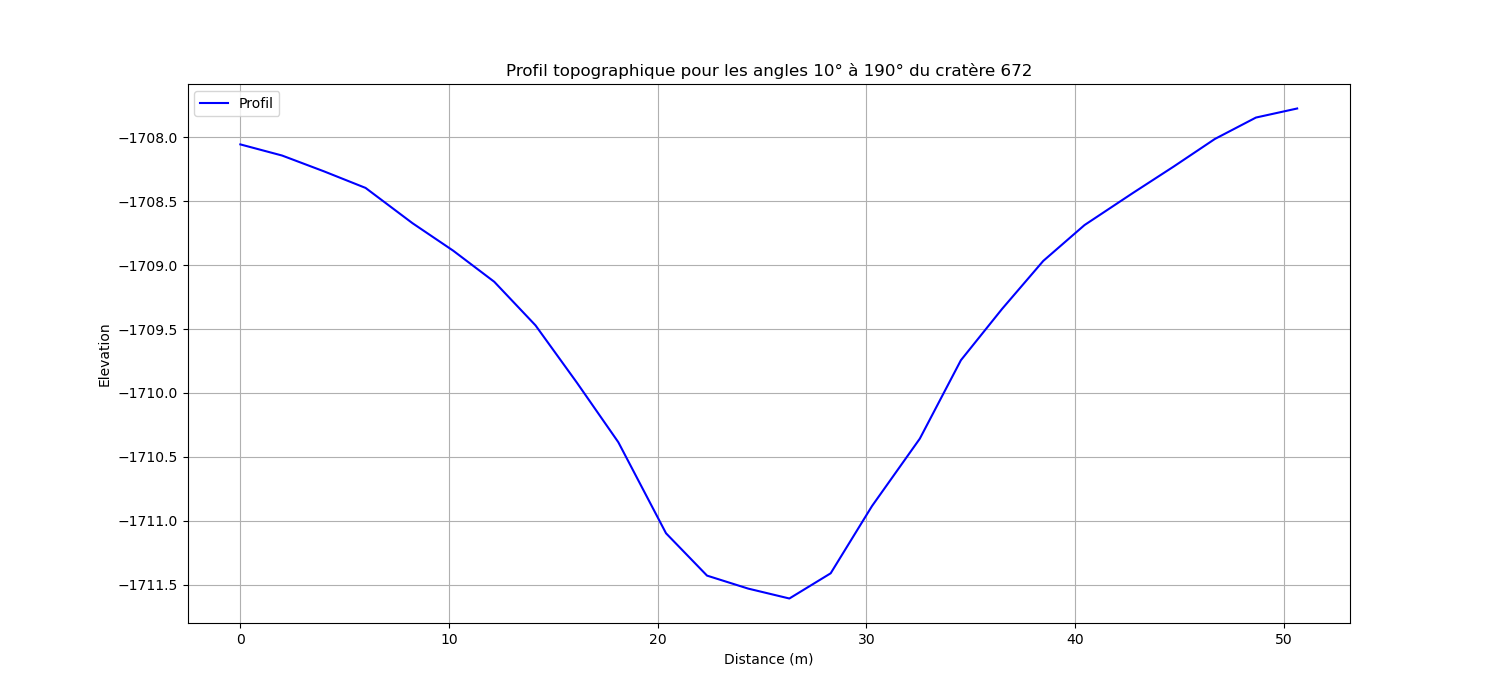 Profil topographique pour les angles 10° à 190° du cratère 672
Profil
−1708.0
−1708.5
−1709.0
−1709.5
−1710.0
−1710.5
−1711.0
−1711.5
Elevation
0 10 20 30 40 50
Distance (m)